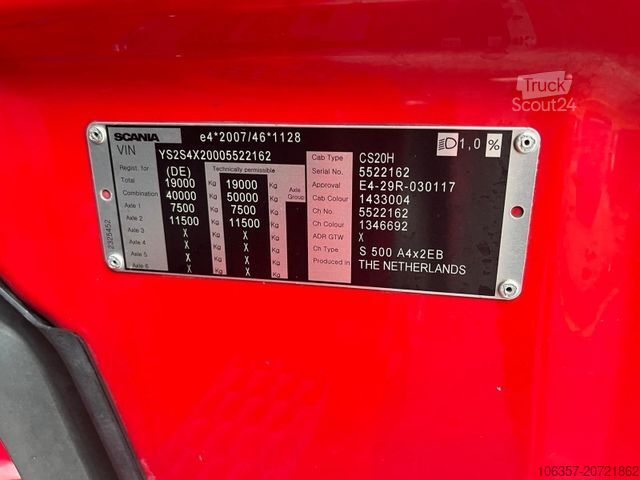 Truck
Scout24
SCANIA e4*2007/46*1128 1,0 %
VIN YS2S4X20005522162
Cab Type CS20H
Regist. for (DE) Technically permissible
Serial No. 5522162
Total 19000 Kg 19000 Kg Axle Group
Approval E4-29R-030117
Combination 40000 Kg 50000 Kg
Cab Colour 1433004
Axle 1 7500 Kg 7500 Kg
Ch No. 5522162
Axle 2 11500 Kg 11500 Kg
Ch Colour 1346692
Axle 3 X Kg X Kg
ADR GTW X
Axle 4 X Kg X Kg
Ch Type S 500 A4x2EB
Axle 5 X Kg X Kg
Produced in THE NETHERLANDS
Axle 6 X Kg X Kg
2325452
106357-20721862